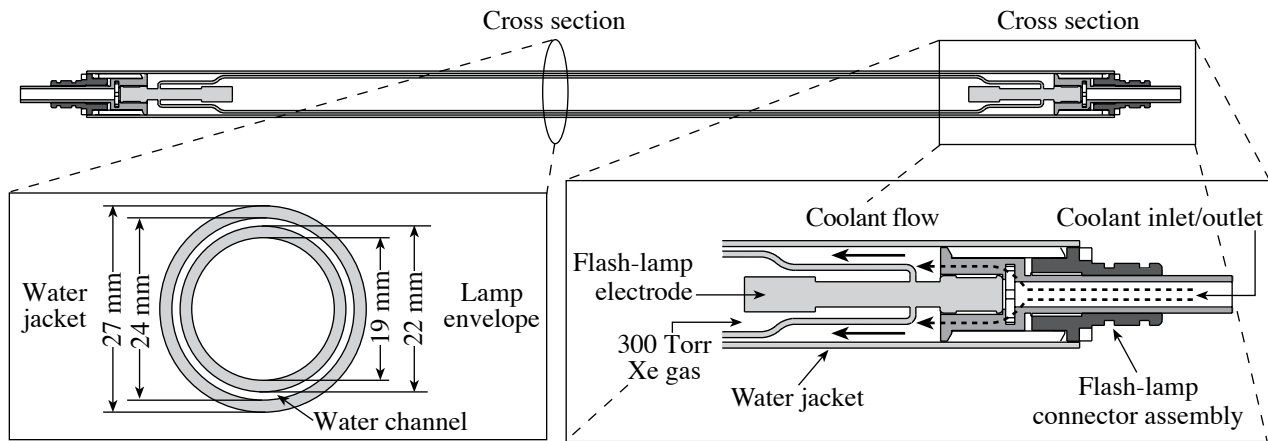 Cross section
Cross section
Water
jacket
27 mm
24 mm
19 mm
22 mm
Lamp
envelope
Water channel
Coolant flow
Coolant inlet/outlet
Flash-lamp
electrode
300 Torr
Xe gas
Water jacket
Flash-lamp
connector assembly